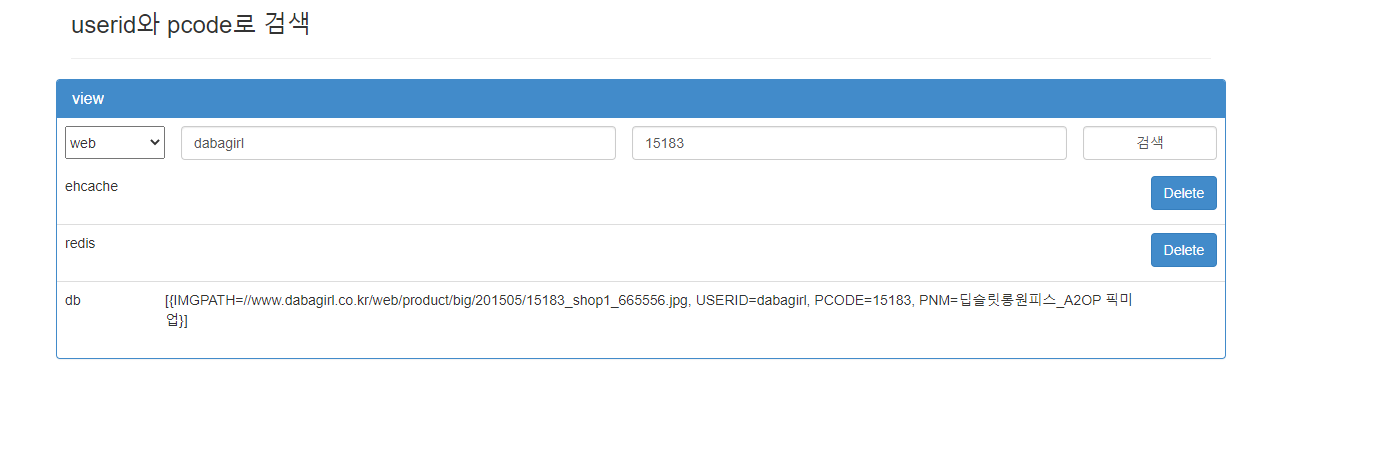 userid와 pcode로 검색
view
web dabagirl 15183 검색
ehcache Delete
redis Delete
db [{IMGPATH=//www.dabagirl.co.kr/web/product/big/201505/15183_shop1_665556.jpg, USERID=dabagirl, PCODE=15183, PNM=딥슬릿롱원피스_A2OP 픽미
업}]